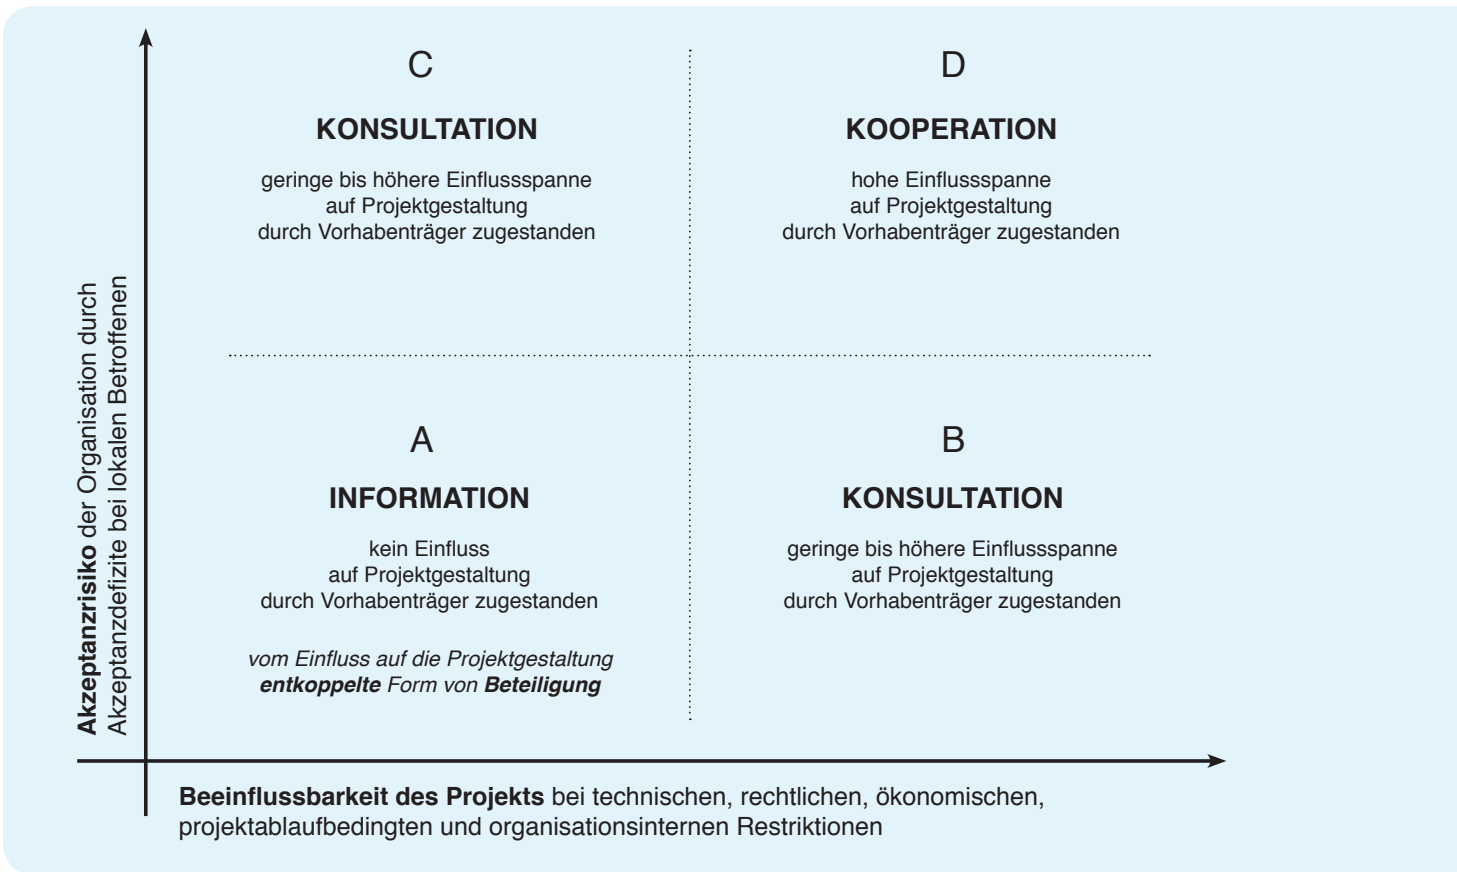 C
KONSULTATION
geringe bis höhere Einflussspanne
auf Projektgestaltung
durch Vorhabenträger zugestanden
D
KOOPERATION
hohe Einflussspanne
auf Projektgestaltung
durch Vorhabenträger zugestanden
A
INFORMATION
kein Einfluss
auf Projektgestaltung
durch Vorhabenträger zugestanden
vom Einfluss auf die Projektgestaltung
entkoppelte Form von Beteiligung
B
KONSULTATION
geringe bis höhere Einflussspanne
auf Projektgestaltung
durch Vorhabenträger zugestanden
Akzeptanzrisiko der Organisation durch
Akzeptanzdefizite bei lokalen Betroffenen
Beeinflussbarkeit des Projekts bei technischen, rechtlichen, ökonomischen,
projektablaufbedingten und organisationsinternen Restriktionen